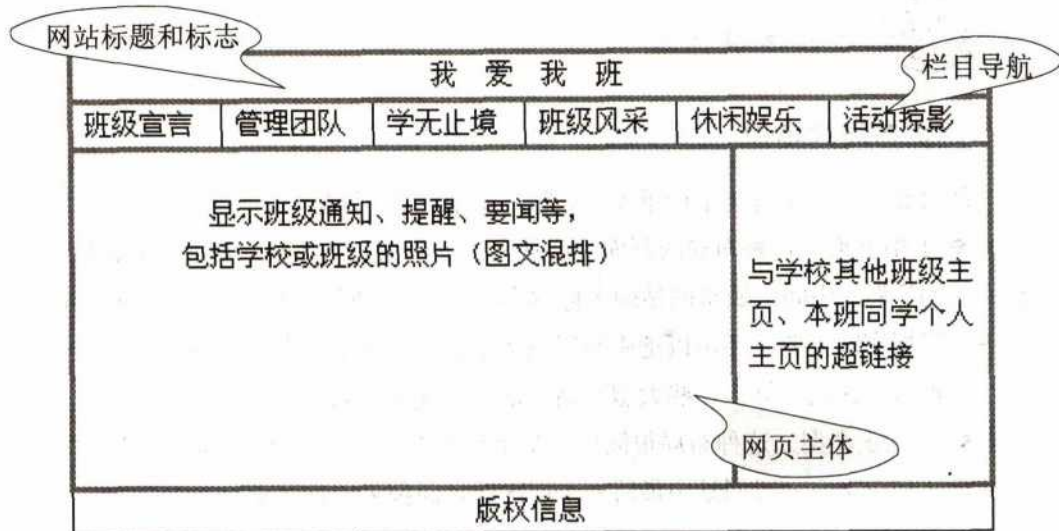 网站标题和标志
我 爱 我 班
栏目导航
班级宣言 管理团队 学无止境 班级风采 休闲娱乐 活动掠影
显示班级通知、提醒、要闻等，
包括学校或班级的照片（图文混排）
与学校其他班级主
页、本班同学个人
主页的超链接
网页主体
版权信息